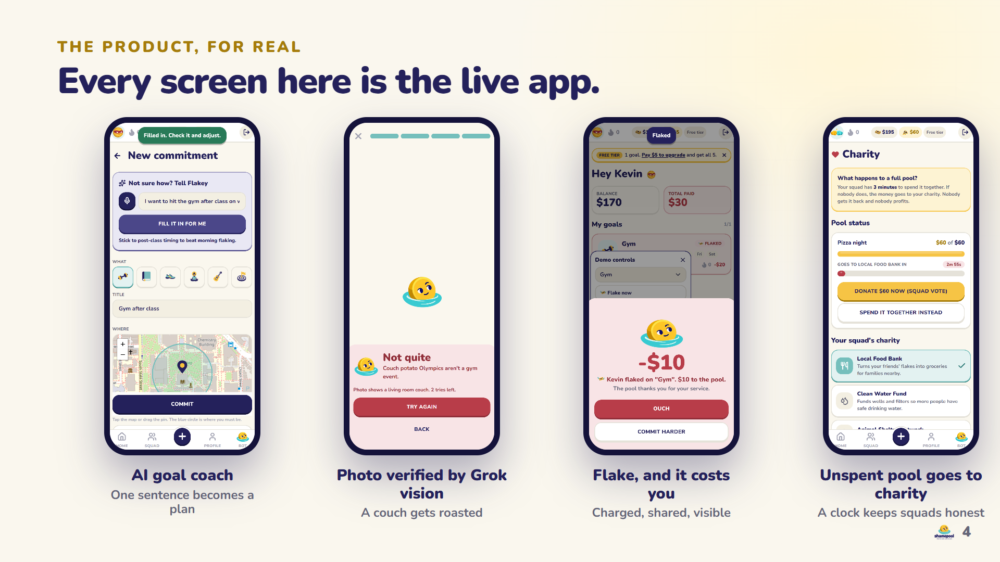 THE PRODUCT, FOR REAL
Every screen here is the live app.
0
Filled in. Check it and adjust.
New commitment
Not sure how? Tell Flakey
I want to hit the gym after class on v
FILL IT IN FOR ME
Stick to post-class timing to beat morning flaking.
WHAT
TITLE
Gym after class
WHERE
+
−
Chemistry
Building
South State Street
Church Street
P
COMMIT
Tap the map or drag the pin. The blue circle is where you must be.
HOME
SQUAD
PROFILE
BOT
AI goal coach
One sentence becomes a
plan
Not quite
Couch potato Olympics aren't a gym
event.
Photo shows a living room couch. 2 tries left.
TRY AGAIN
BACK
Photo verified by Grok
vision
A couch gets roasted
0
Flaked
Free tier
FREE TIER
1 goal. Pay $5 to upgrade and get all 5.
Hey Kevin
BALANCE
$170
TOTAL PAID
$30
My goals
1/1
Gym
FLAKED
Fri Sat
0 -$20
Demo controls
Gym
Flake now
-$10
Kevin flaked on "Gym". $10 to the pool.
The pool thanks you for your service.
OUCH
COMMIT HARDER
Flake, and it costs
you
Charged, shared, visible
0
$195
$60
Free tier
Charity
What happens to a full pool?
Your squad has 3 minutes to spend it together. If
nobody does, the money goes to your charity. Nobody
gets it back and nobody profits.
Pool status
Pizza night
$60 of $60
GOES TO LOCAL FOOD BANK IN
2m 55s
DONATE $60 NOW (SQUAD VOTE)
SPEND IT TOGETHER INSTEAD
Your squad's charity
Local Food Bank
Turns your friends' flakes into groceries
for families nearby.
Clean Water Fund
Funds wells and filters so more people have
safe drinking water.
HOME
SQUAD
PROFILE
BOT
Unspent pool goes to
charity
A clock keeps squads honest
shamepool
4